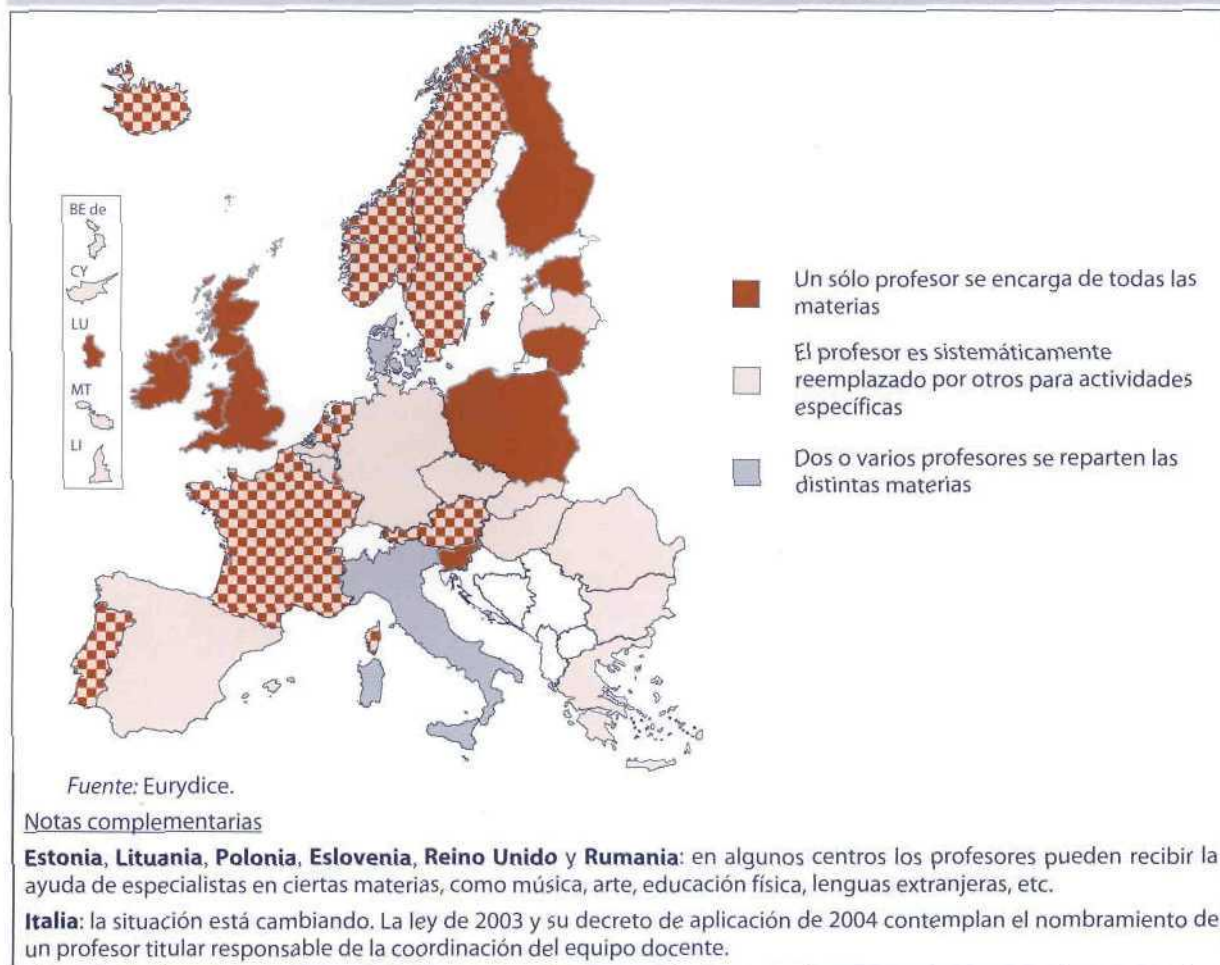 BE de
CY
LU
MT
LI
Un sólo profesor se encarga de todas las
materias
El profesor es sistemáticamente
reemplazado por otros para actividades
específicas
Dos o varios profesores se reparten las
distintas materias
Fuente: Eurydice.
Notas complementarias
Estonia, Lituania, Polonia, Eslovenia, Reino Unido y Rumania: en algunos centros los profesores pueden recibir la
ayuda de especialistas en ciertas materias, como música, arte, educación física, lenguas extranjeras, etc.
Italia: la situación está cambiando. La ley de 2003 y su decreto de aplicación de 2004 contemplan el nombramiento de
un profesor titular responsable de la coordinación del equipo docente.